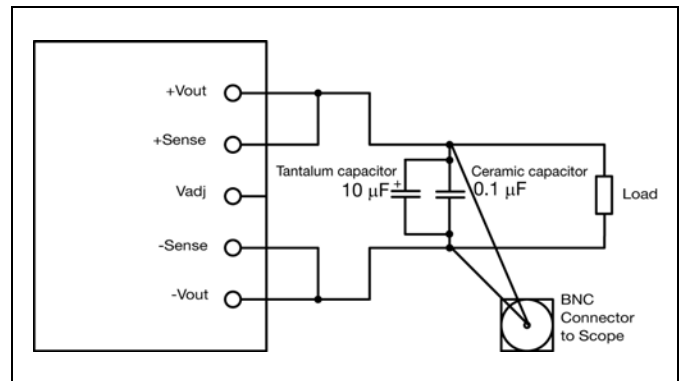 +Vout
+Sense
Vadj
-Sense
-Vout
Tantalum capacitor
10 µF
+
Ceramic capacitor
0.1 µF
Load
BNC
Connector
to Scope